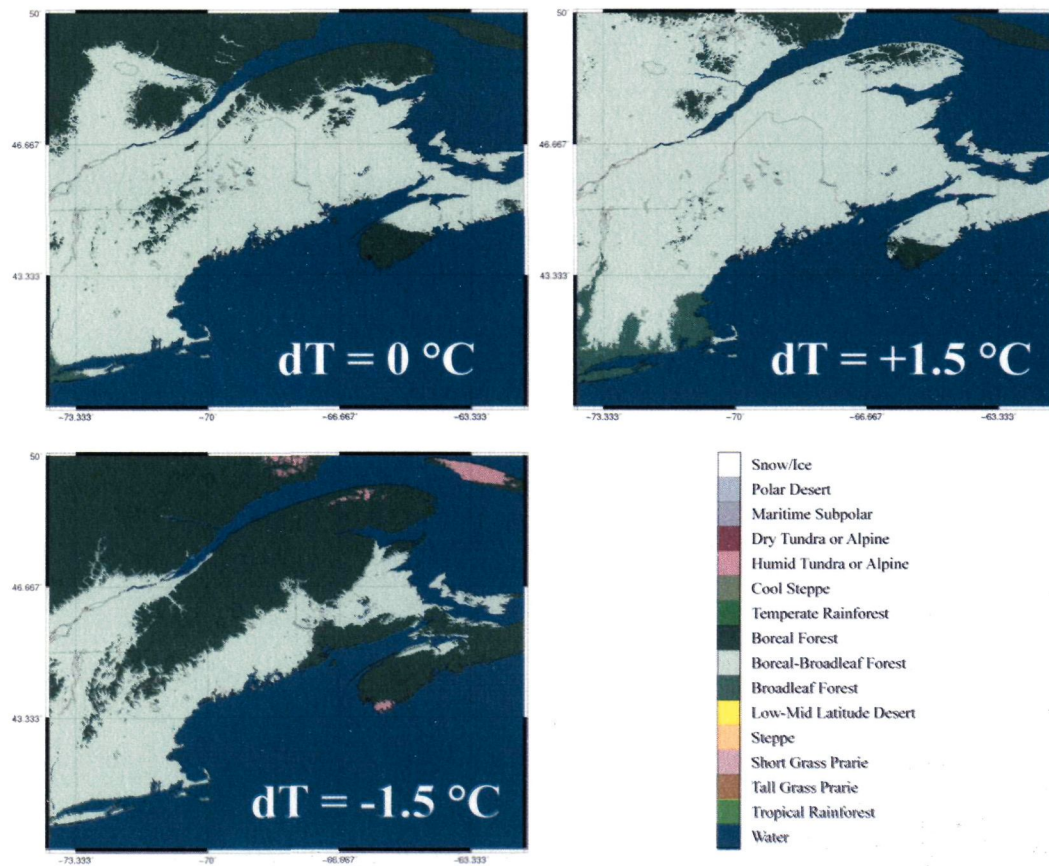 50
46.667
43.333
dT = 0 °C
-73.333
-70
-66.667
-63.333
50
46.667
43.333
dT = +1.5 °C
-73.333
-70
-66.667
-63.333
50
46.667
43.333
dT = -1.5 °C
-73.333
-70
-66.667
-63.333
Snow/Ice
Polar Desert
Maritime Subpolar
Dry Tundra or Alpine
Humid Tundra or Alpine
Cool Steppe
Temperate Rainforest
Boreal Forest
Boreal-Broadleaf Forest
Broadleaf Forest
Low-Mid Latitude Desert
Steppe
Short Grass Prarie
Tall Grass Prarie
Tropical Rainforest
Water